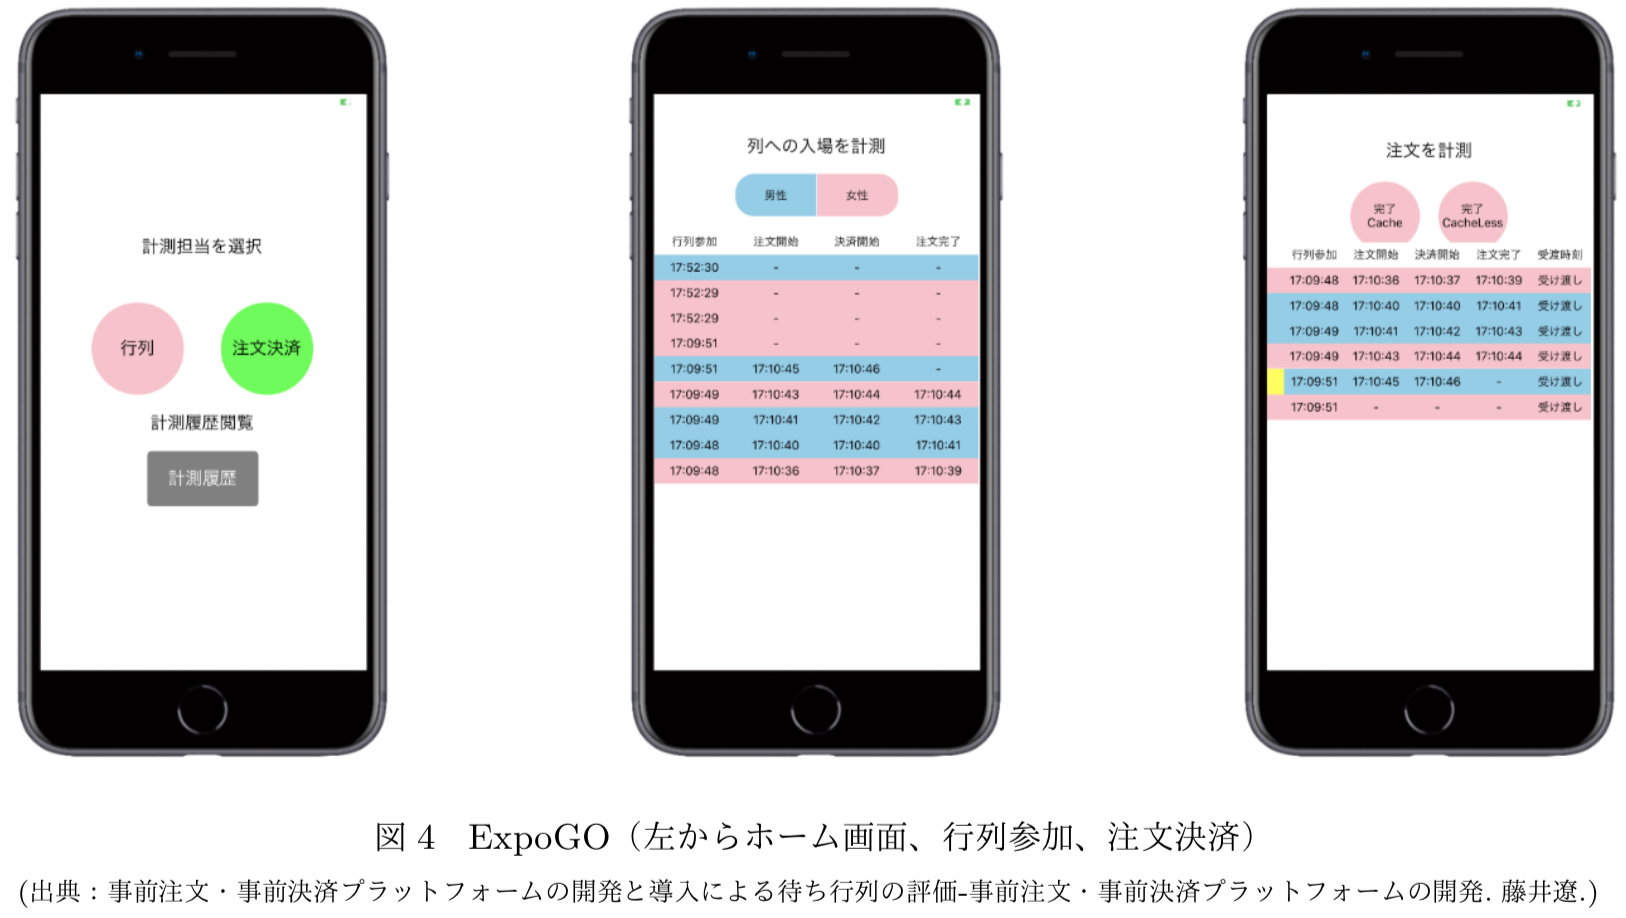 計測担当を選択
行列 注文決済
計測履歴閲覧
計測履歴
列への入場を計測
男性 女性
行列参加 注文開始 決済開始 注文完了
17:52:30 - - -
17:52:29 - - -
17:52:29 - - -
17:09:51 - - -
17:09:51 17:10:45 17:10:46 -
17:09:49 17:10:43 17:10:44 17:10:44
17:09:49 17:10:41 17:10:42 17:10:43
17:09:48 17:10:40 17:10:40 17:10:41
17:09:48 17:10:36 17:10:37 17:10:39
注文を計測
完了 Cache
完了 CacheLess
行列参加 注文開始 決済開始 注文完了 受渡時刻
17:09:48 17:10:36 17:10:37 17:10:39 受け渡し
17:09:48 17:10:40 17:10:40 17:10:41 受け渡し
17:09:49 17:10:41 17:10:42 17:10:43 受け渡し
17:09:49 17:10:43 17:10:44 17:10:44 受け渡し
17:09:51 17:10:45 17:10:46 - 受け渡し
17:09:51 - - - 受け渡し
図 4 ExpoGO（左からホーム画面、行列参加、注文決済）
(出典：事前注文・事前決済プラットフォームの開発と導入による待ち行列の評価-事前注文・事前決済プラットフォームの開発. 藤井遼.)